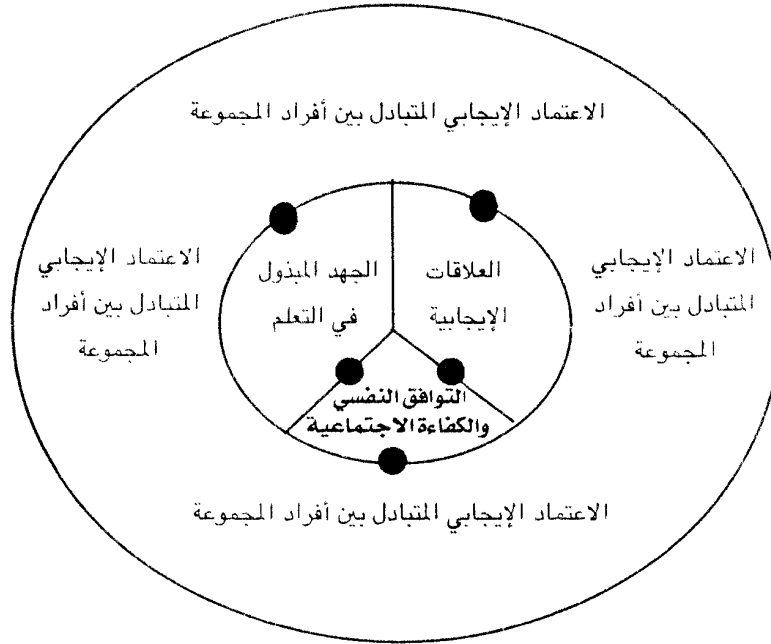 الاعتماد الإيجابي المتبادل بين أفراد المجموعة
الاعتماد الإيجابي
المتبادل بين أفراد
المجموعة
العلاقات
الإيجابية
الجهد المبذول
في التعلم
الاعتماد الإيجابي
المتبادل بين أفراد
المجموعة
التوافق النفسي
والكفاءة الاجتماعية
الاعتماد الإيجابي المتبادل بين أفراد المجموعة